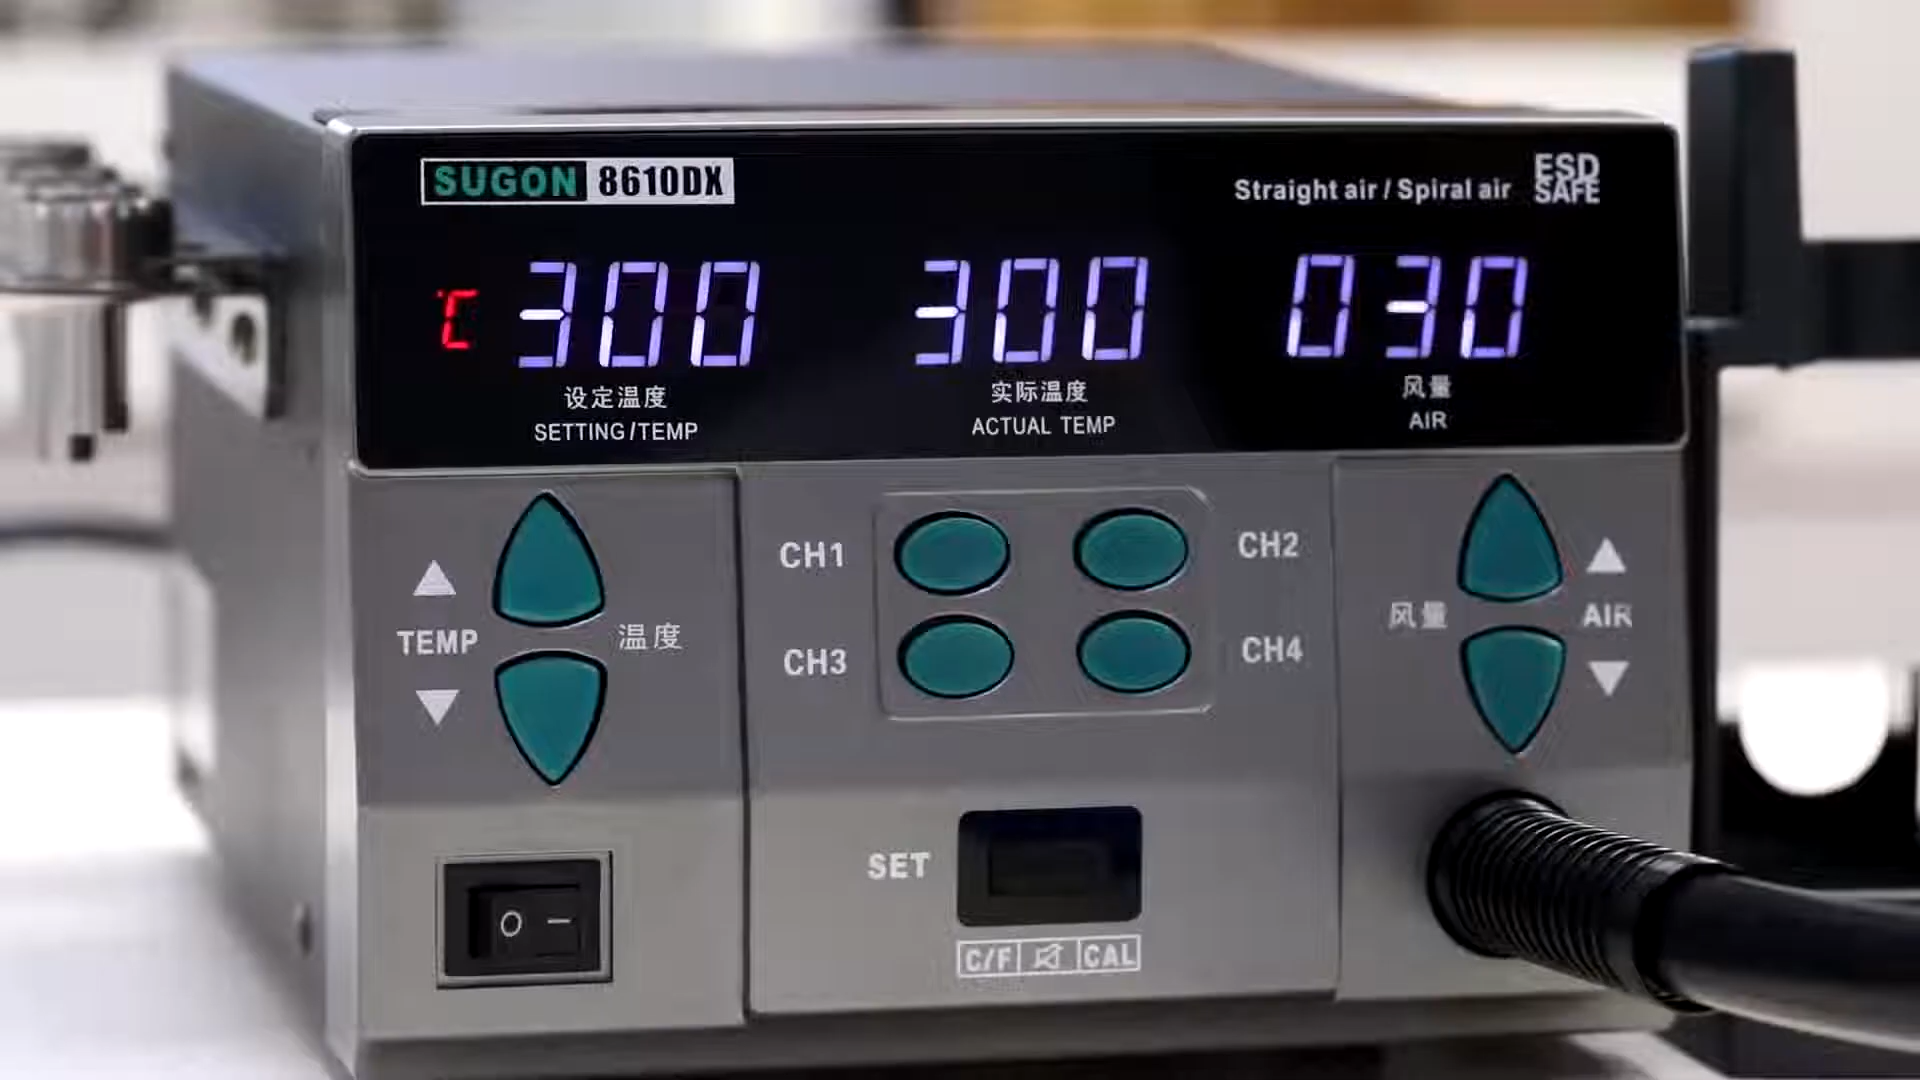 SUGON 8610DX
Straight air / Spiral air
ESD
SAFE
℃ 300
300
030
设定温度
SETTING/TEMP
实际温度
ACTUAL TEMP
风量
AIR
TEMP
温度
CH1
CH2
CH3
CH4
风量
AIR
SET
C/F
CAL
O –